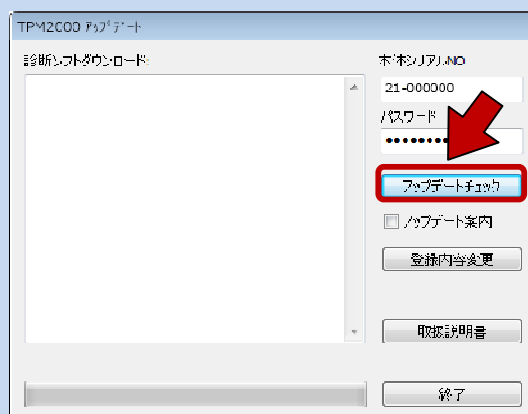 TPM2000 ｱｯﾌﾟﾃﾞｰﾄ
診断ソフトダウンロード:
本体シリアルNO
21-000000
パスワード
アップデートチェック
アップデート案内
登録内容変更
取扱説明書
終了